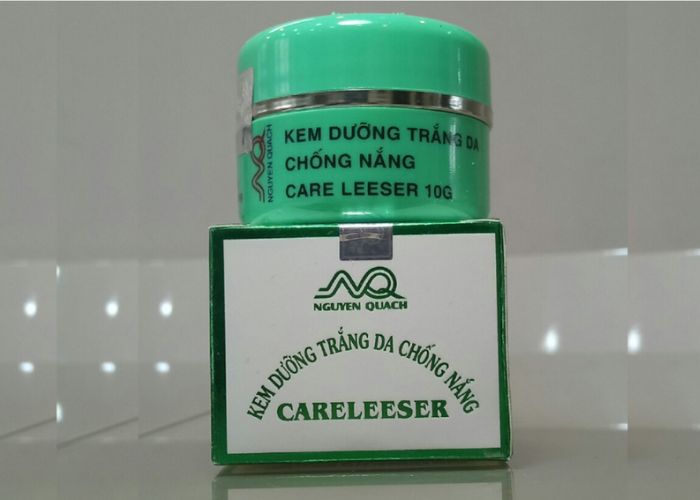 KEM DƯỠNG TRẮNG DA
CHỐNG NẮNG
CARE LEESER 10G
NQ
NGUYEN QUACH
NQ
NGUYEN QUACH
KEM DƯỠNG TRẮNG DA CHỐNG NẮNG
CARELEESER